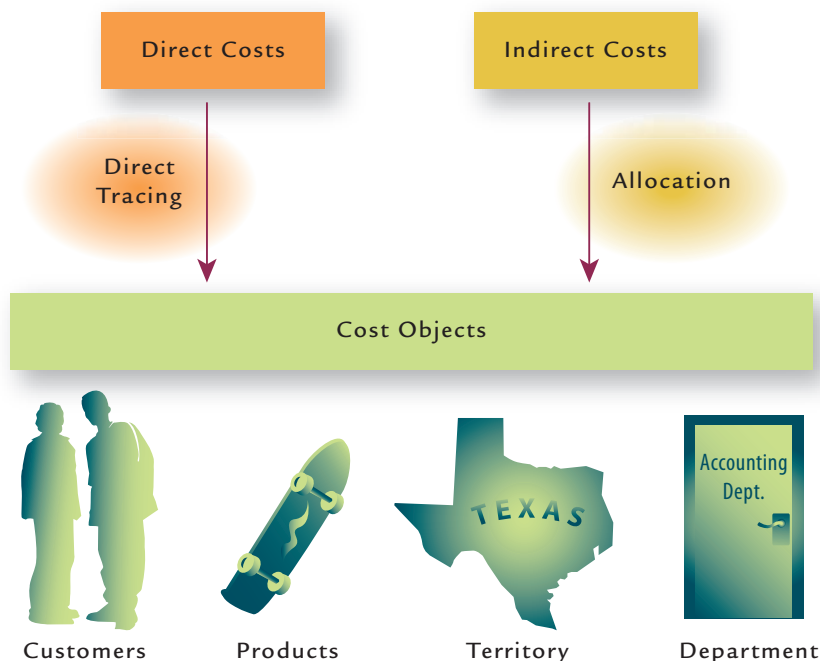 Direct Costs
Indirect Costs
Direct
Tracing
Allocation
Cost Objects
Accounting
Dept.
TEXAS
Customers
Products
Territory
Department